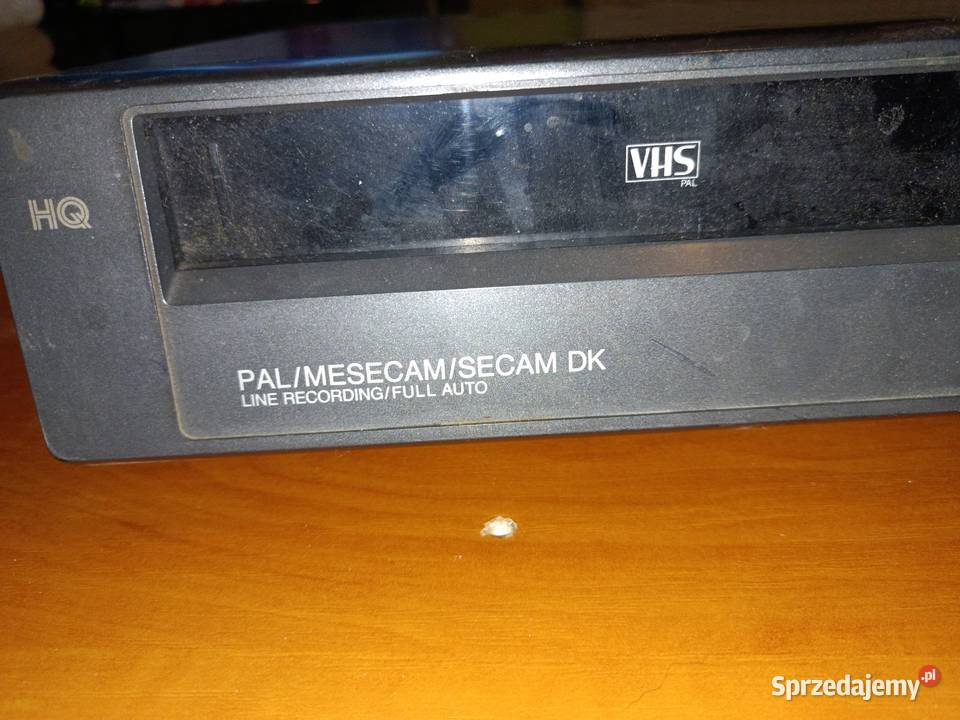 HQ
VHS
PAL
PAL/MESECAM/SECAM DK
LINE RECORDING/FULL AUTO
Sprzedajemy.pl